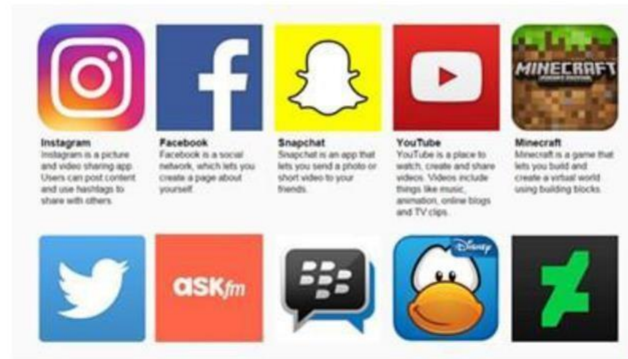 MINECRAFT
Instagram
Instagram is a picture
and video sharing app.
Users can post content
and use hashtags to
share with others.
Facebook
Facebook is a social
network, which lets you
create a page about
yourself.
Snapchat
Snapchat is an app that
lets you send a photo or
short video to your
friends.
YouTube
YouTube is a place to
watch, create and share
videos. Videos include
things like music,
animation, online blogs
and TV clips.
Minecraft
Minecraft is a game that
lets you build and
create a virtual world
using building blocks.
askfm
Disney